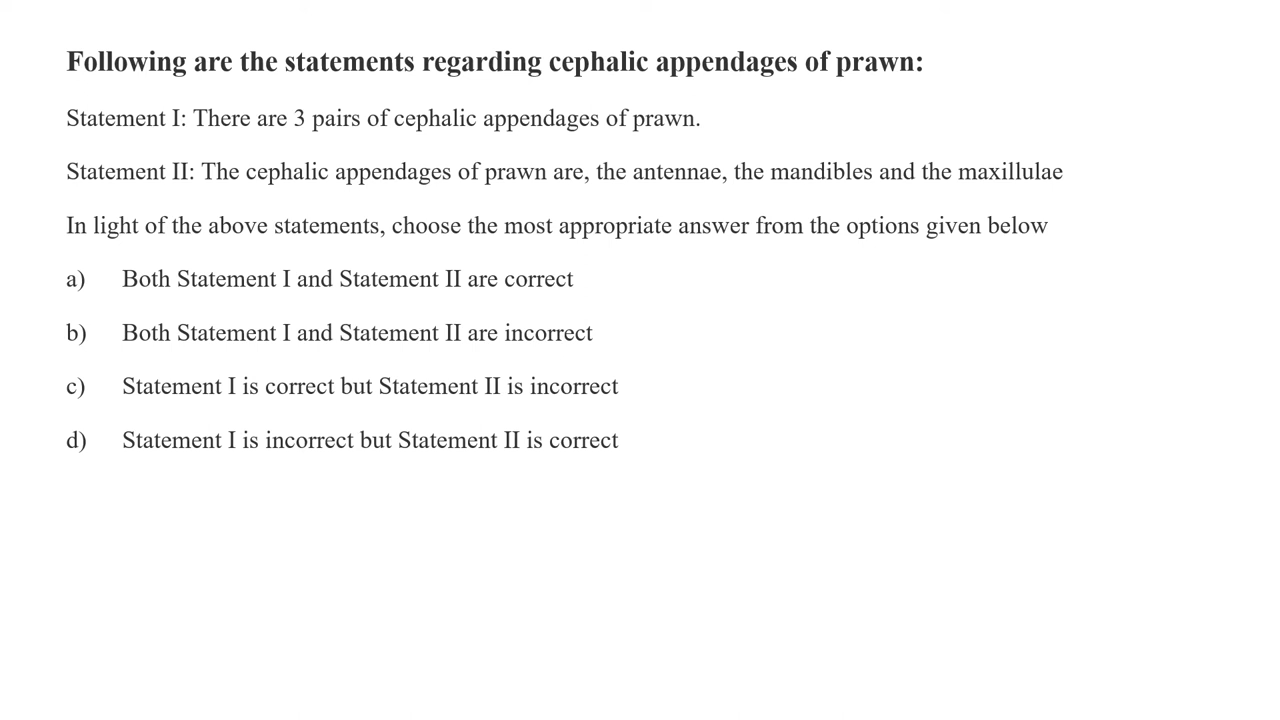 Following are the statements regarding cephalic appendages of prawn:
Statement I: There are 3 pairs of cephalic appendages of prawn.
Statement II: The cephalic appendages of prawn are, the antennae, the mandibles and the maxillulae
In light of the above statements, choose the most appropriate answer from the options given below
a) Both Statement I and Statement II are correct
b) Both Statement I and Statement II are incorrect
c) Statement I is correct but Statement II is incorrect
d) Statement I is incorrect but Statement II is correct